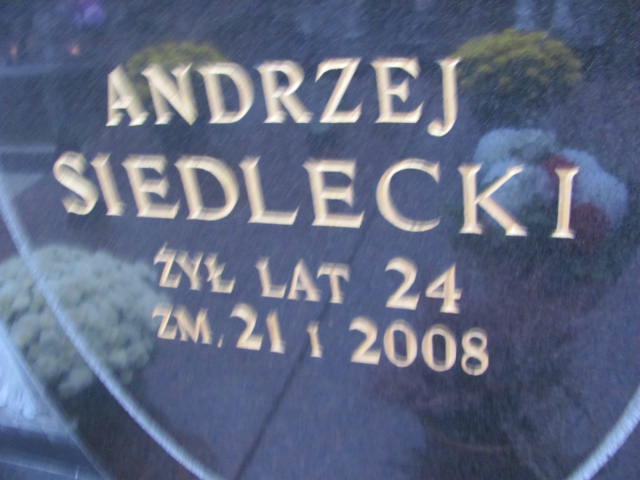 ANDRZEJ
SIEDLECKI
ŻYŁ LAT 24
ZM. 21 I 2008